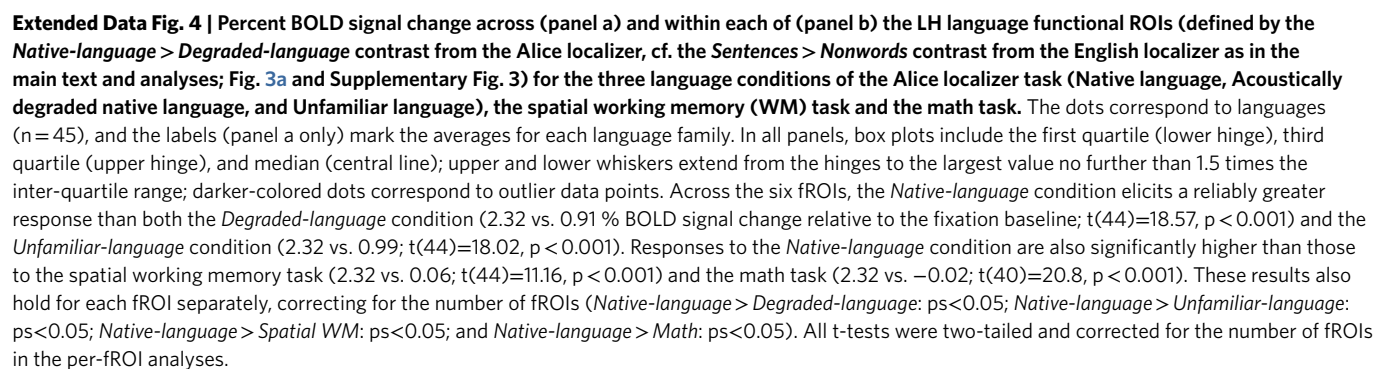 Extended Data Fig. 4 | Percent BOLD signal change across (panel a) and within each of (panel b) the LH language functional ROIs (defined by the
Native-language > Degraded-language contrast from the Alice localizer, cf. the Sentences > Nonwords contrast from the English localizer as in the
main text and analyses; Fig. 3a and Supplementary Fig. 3) for the three language conditions of the Alice localizer task (Native language, Acoustically
degraded native language, and Unfamiliar language), the spatial working memory (WM) task and the math task. The dots correspond to languages
(n = 45), and the labels (panel a only) mark the averages for each language family. In all panels, box plots include the first quartile (lower hinge), third
quartile (upper hinge), and median (central line); upper and lower whiskers extend from the hinges to the largest value no further than 1.5 times the
inter-quartile range; darker-colored dots correspond to outlier data points. Across the six fROIs, the Native-language condition elicits a reliably greater
response than both the Degraded-language condition (2.32 vs. 0.91 % BOLD signal change relative to the fixation baseline; t(44)=18.57, p < 0.001) and the
Unfamiliar-language condition (2.32 vs. 0.99; t(44)=18.02, p < 0.001). Responses to the Native-language condition are also significantly higher than those
to the spatial working memory task (2.32 vs. 0.06; t(44)=11.16, p < 0.001) and the math task (2.32 vs. −0.02; t(40)=20.8, p < 0.001). These results also
hold for each fROI separately, correcting for the number of fROIs (Native-language > Degraded-language: ps<0.05; Native-language > Unfamiliar-language:
ps<0.05; Native-language > Spatial WM: ps<0.05; and Native-language > Math: ps<0.05). All t-tests were two-tailed and corrected for the number of fROIs
in the per-fROI analyses.